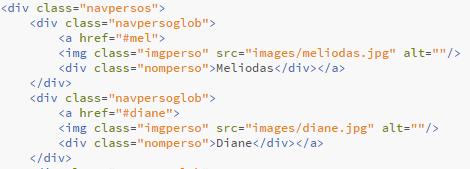 <div class="navpersos">
<div class="navpersoglob">
<a href="#mel">
<img class="imgperso" src="images/meliodas.jpg" alt=""/>
<div class="nomperso">Meliodas</div></a>
</div>
<div class="navpersoglob">
<a href="#diane">
<img class="imgperso" src="images/diane.jpg" alt=""/>
<div class="nomperso">Diane</div></a>
</div>